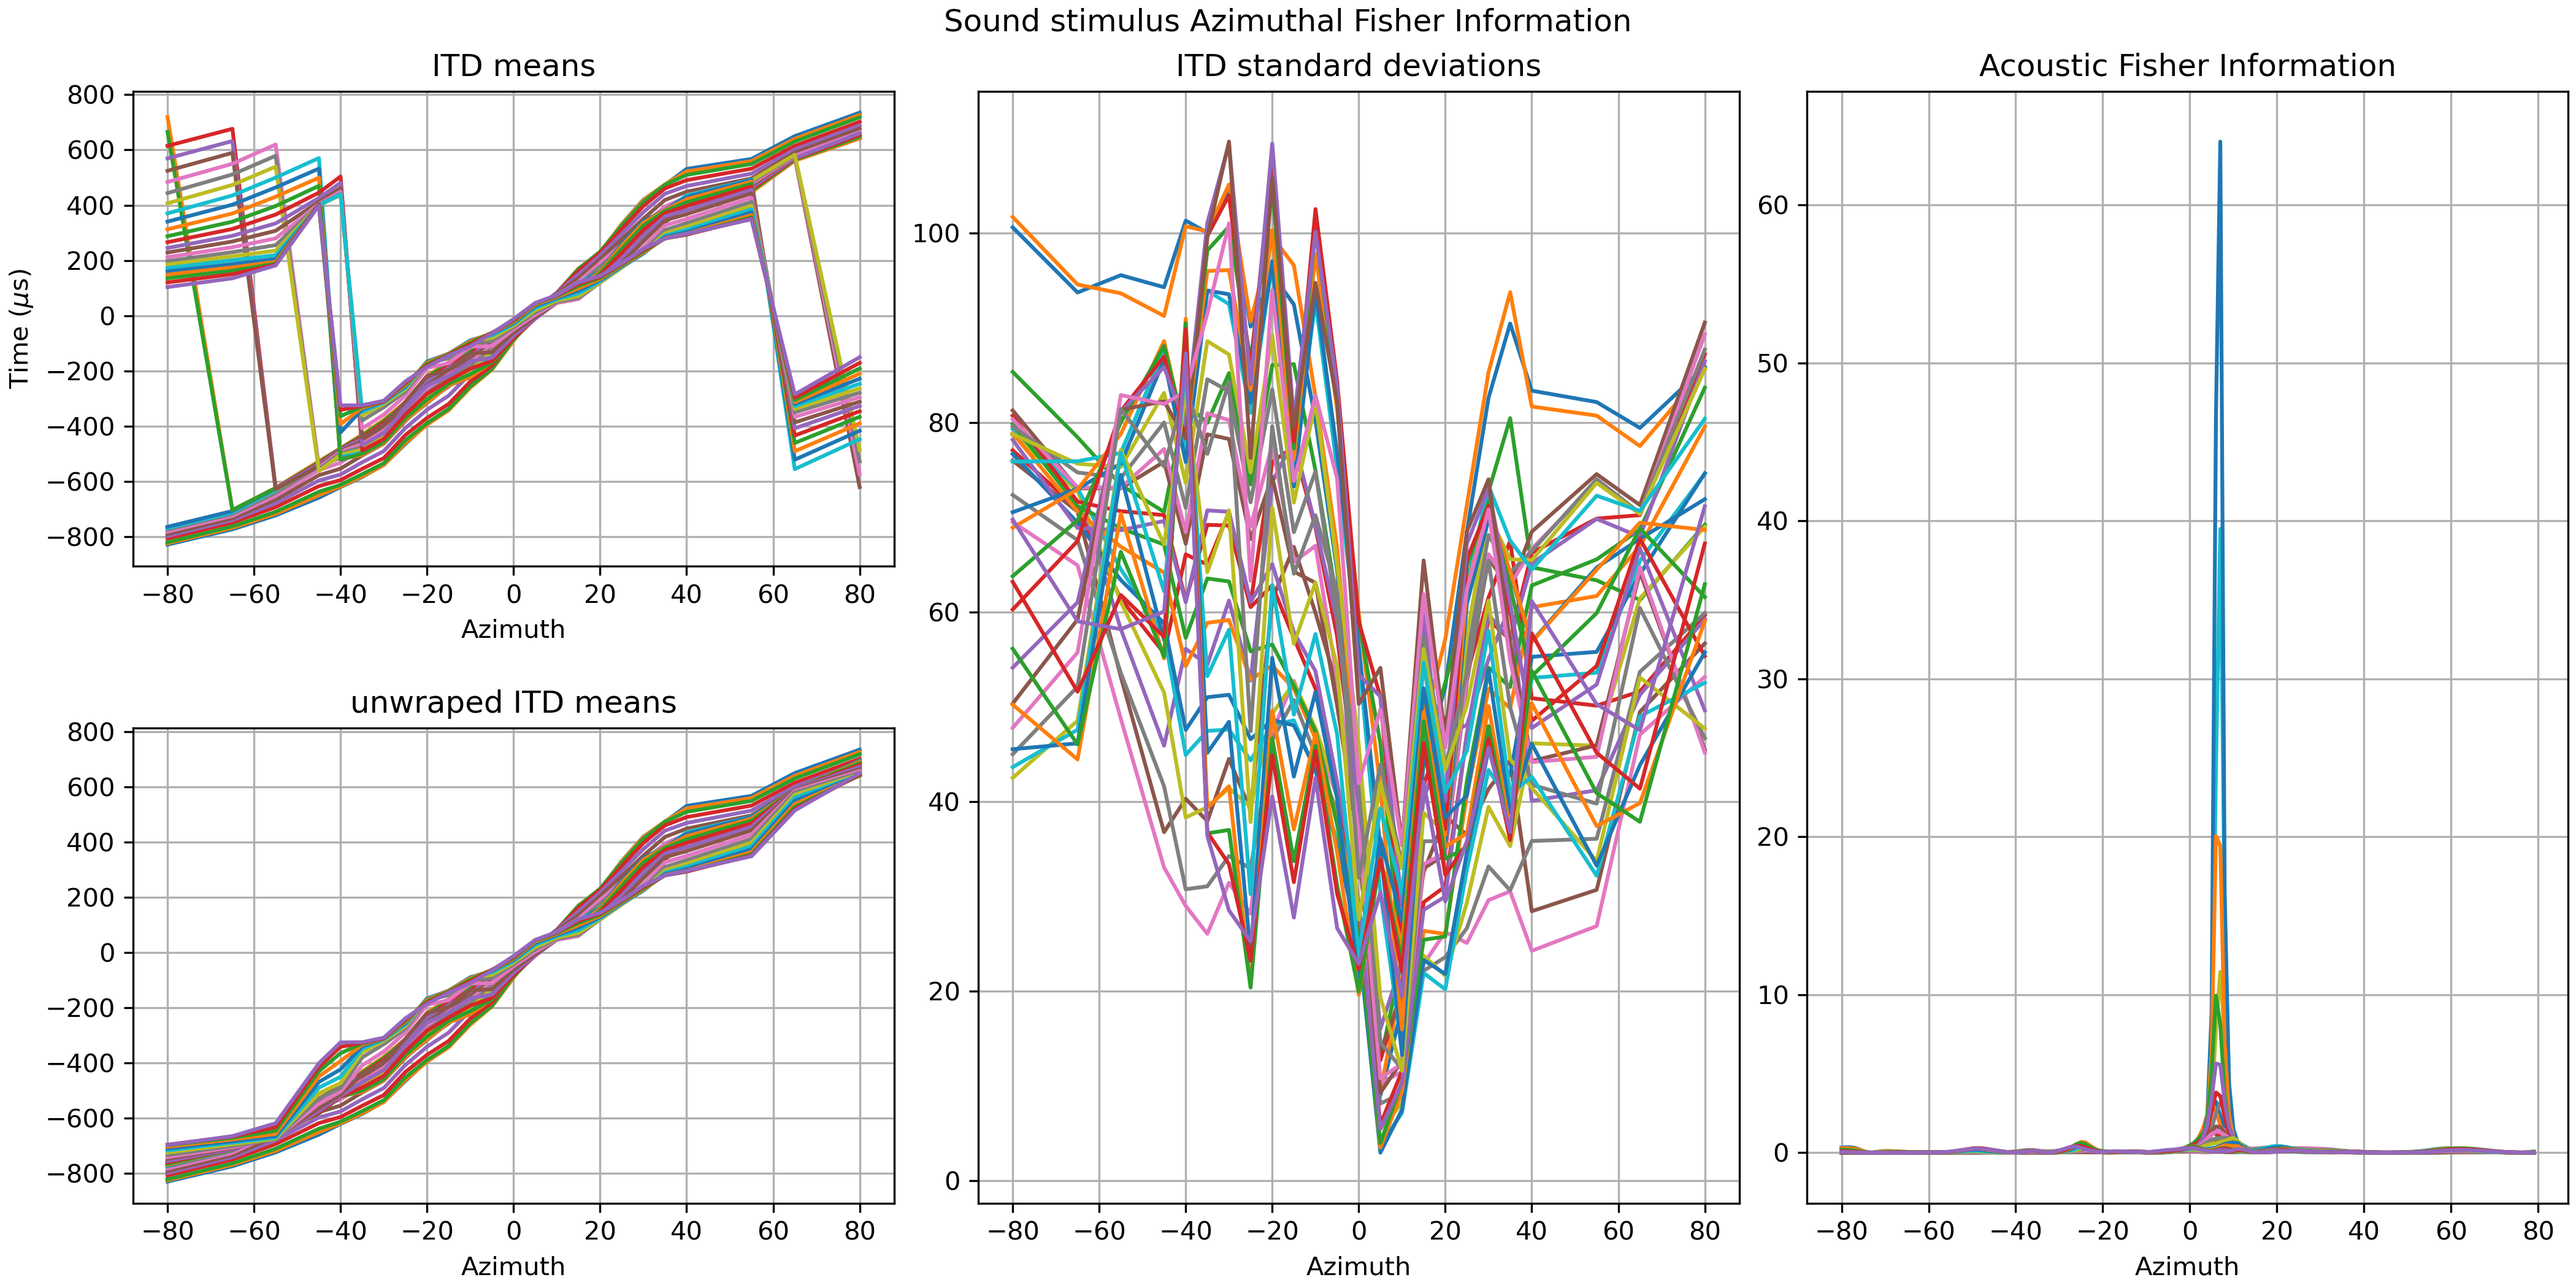 Sound stimulus Azimuthal Fisher Information
ITD means
800
600
400
200
0
−200
−400
−600
−800
Time (μs)
−80 −60 −40 −20 0 20 40 60 80
Azimuth
unwraped ITD means
800
600
400
200
0
−200
−400
−600
−800
−80 −60 −40 −20 0 20 40 60 80
Azimuth
ITD standard deviations
100
80
60
40
20
0
−80 −60 −40 −20 0 20 40 60 80
Azimuth
Acoustic Fisher Information
60
50
40
30
20
10
0
−80 −60 −40 −20 0 20 40 60 80
Azimuth